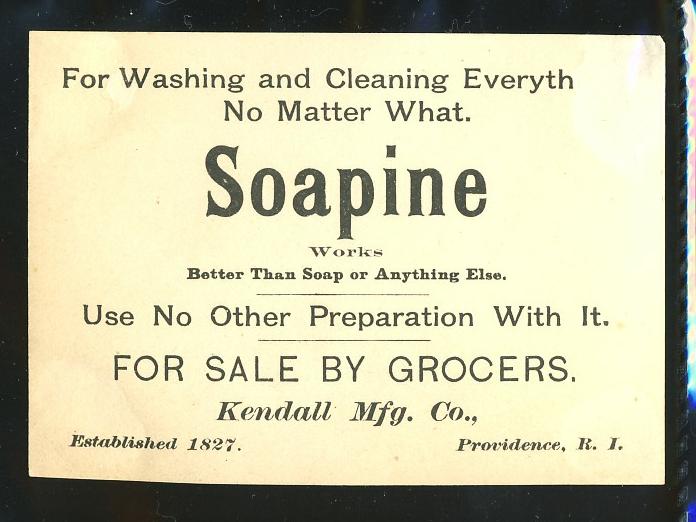 For Washing and Cleaning Everyth
No Matter What.
Soapine
Works
Better Than Soap or Anything Else.
Use No Other Preparation With It.
FOR SALE BY GROCERS.
Kendall Mfg. Co.,
Established 1827. Providence, R. I.